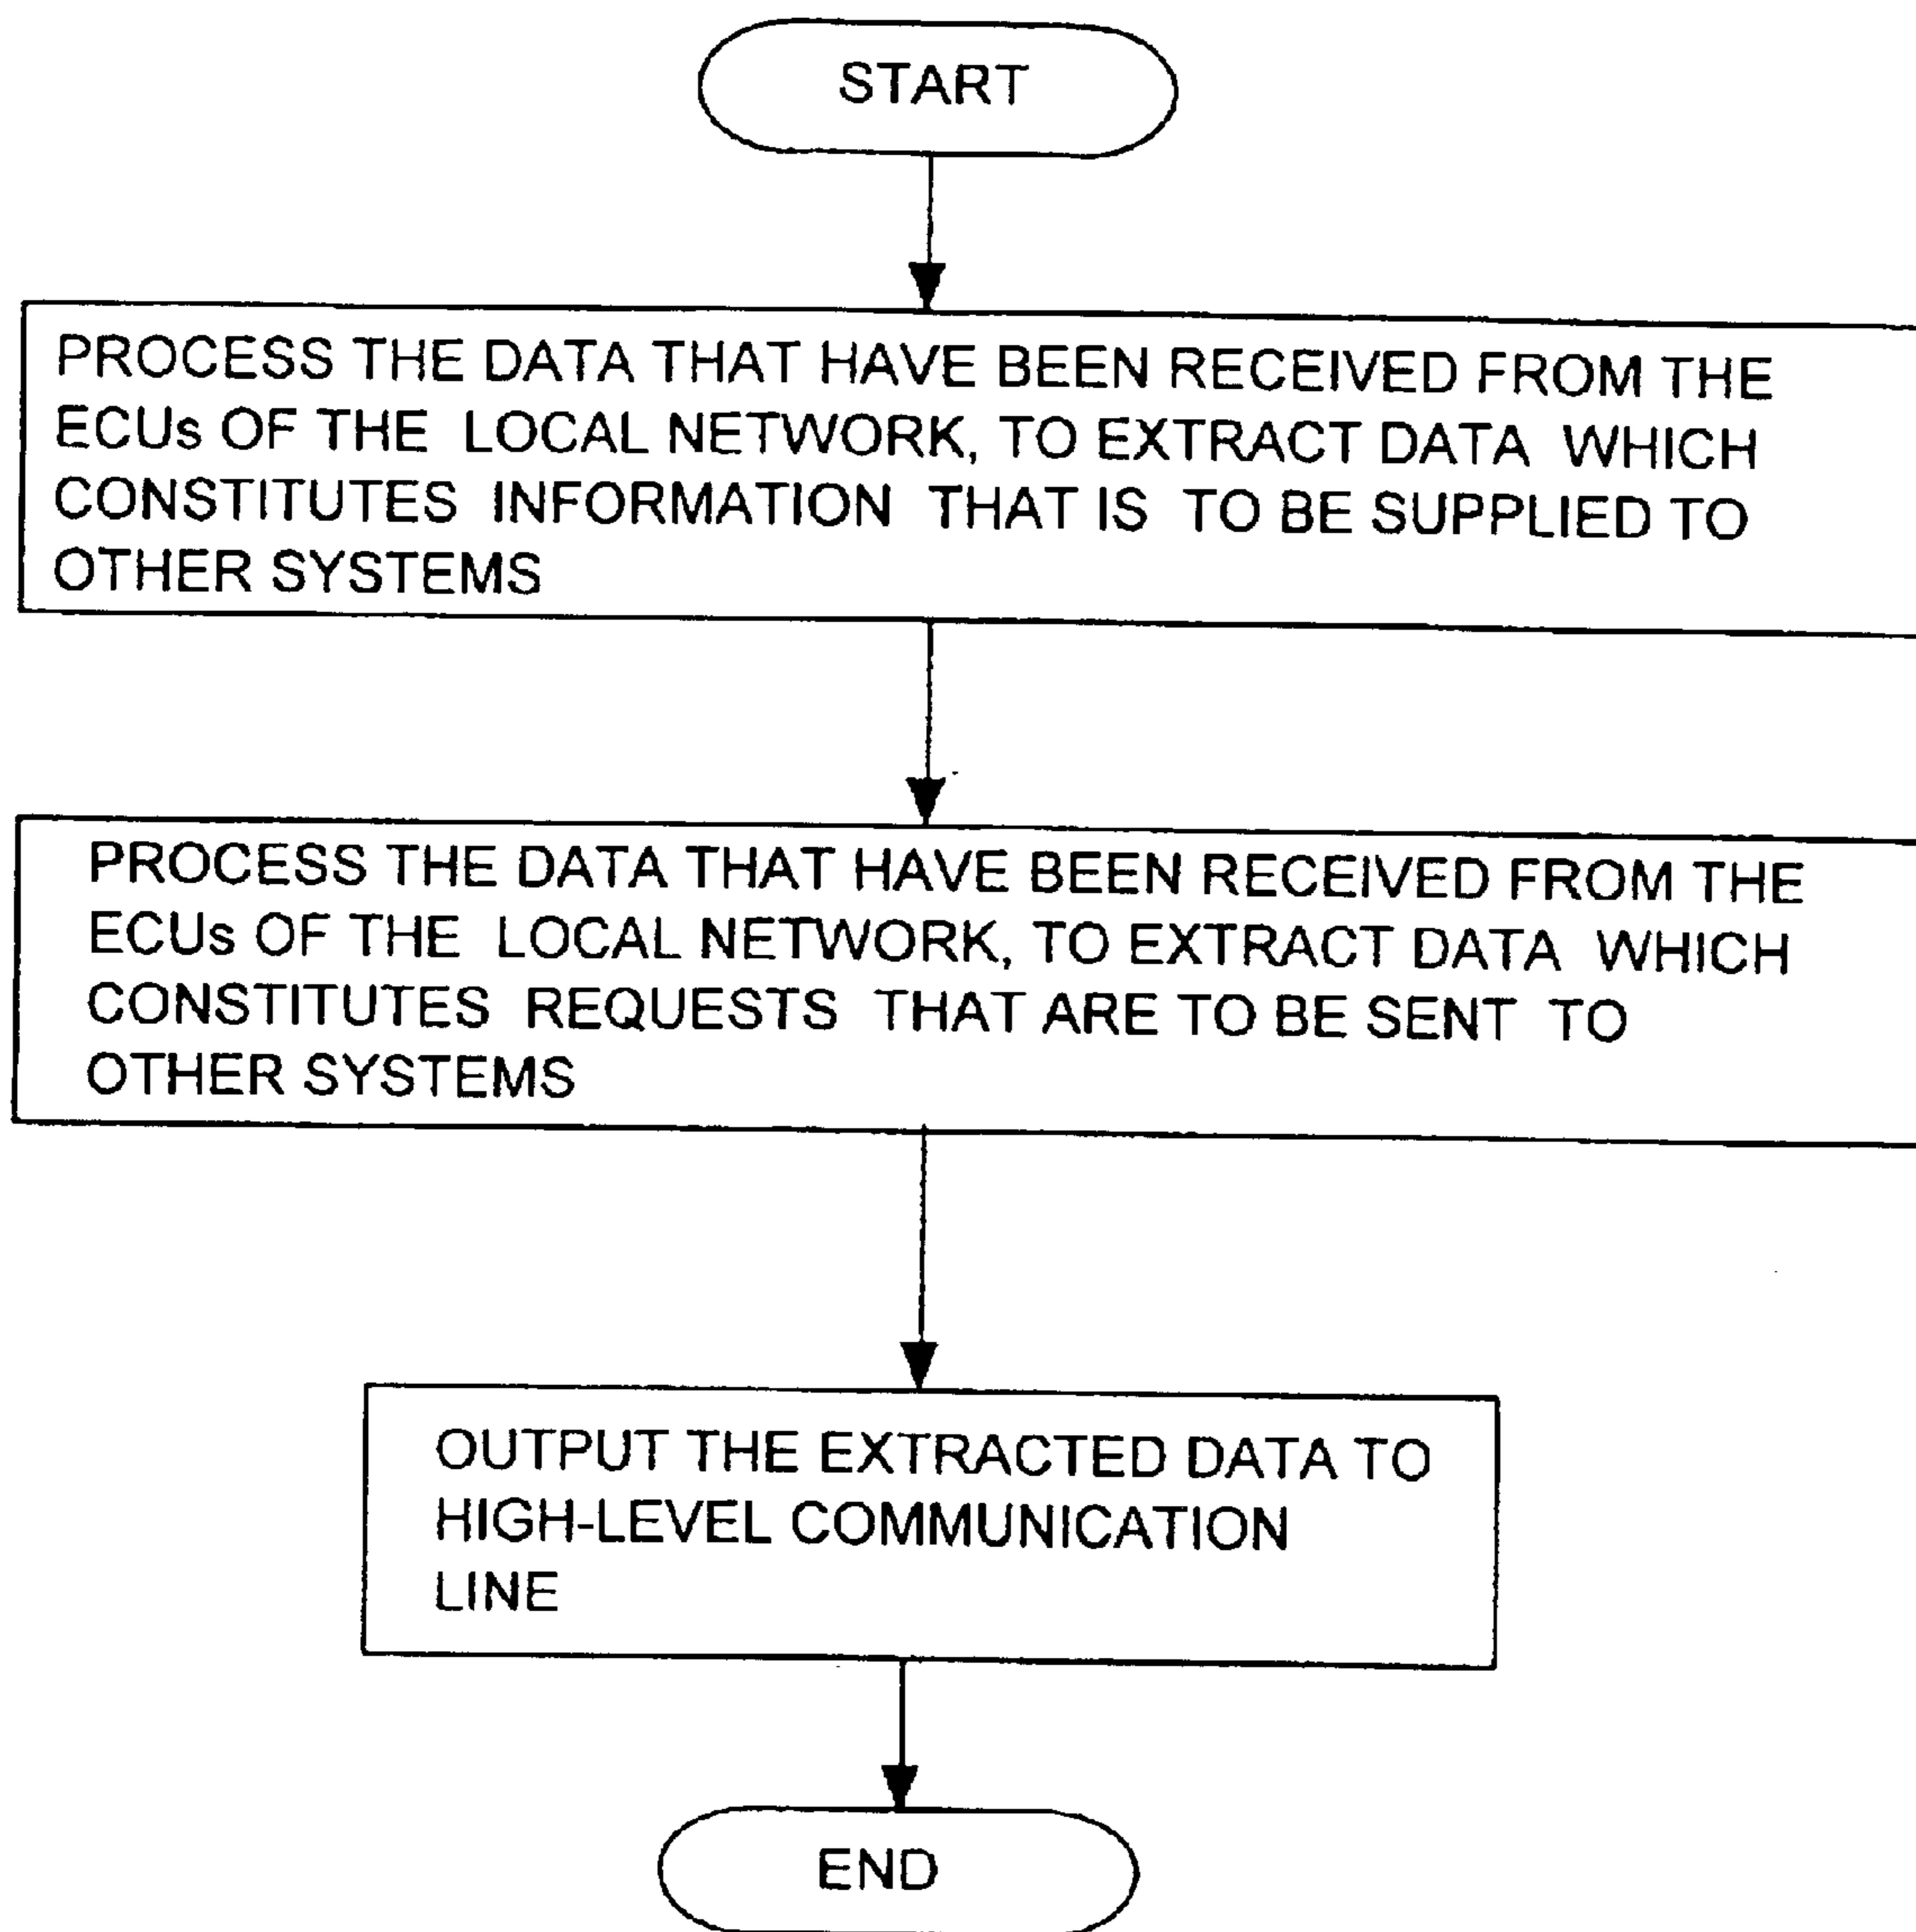 START
PROCESS THE DATA THAT HAVE BEEN RECEIVED FROM THE
ECUs OF THE LOCAL NETWORK, TO EXTRACT DATA WHICH
CONSTITUTES INFORMATION THAT IS TO BE SUPPLIED TO
OTHER SYSTEMS
PROCESS THE DATA THAT HAVE BEEN RECEIVED FROM THE
ECUs OF THE LOCAL NETWORK, TO EXTRACT DATA WHICH
CONSTITUTES REQUESTS THAT ARE TO BE SENT TO
OTHER SYSTEMS
OUTPUT THE EXTRACTED DATA TO
HIGH-LEVEL COMMUNICATION
LINE
END